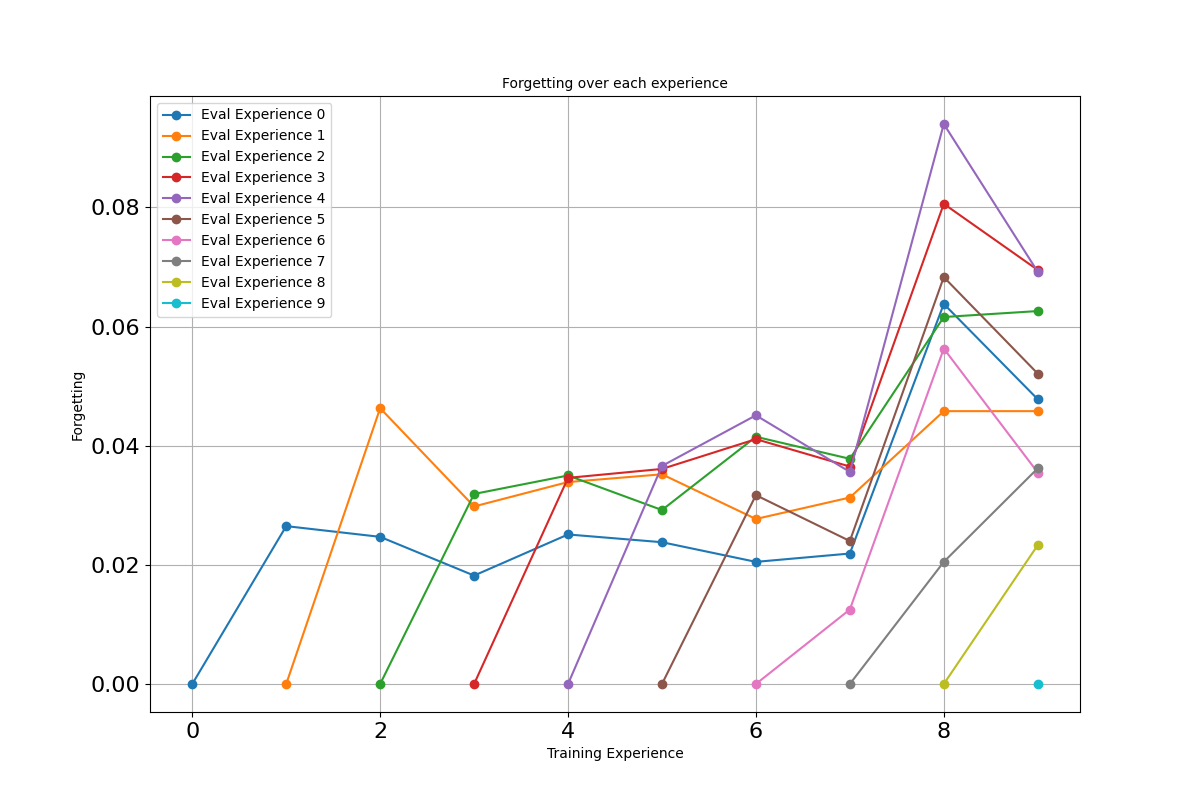 Forgetting over each experience
Eval Experience 0
Eval Experience 1
Eval Experience 2
Eval Experience 3
Eval Experience 4
Eval Experience 5
Eval Experience 6
Eval Experience 7
Eval Experience 8
Eval Experience 9
0.08
0.06
0.04
0.02
0.00
Forgetting
0 2 4 6 8
Training Experience